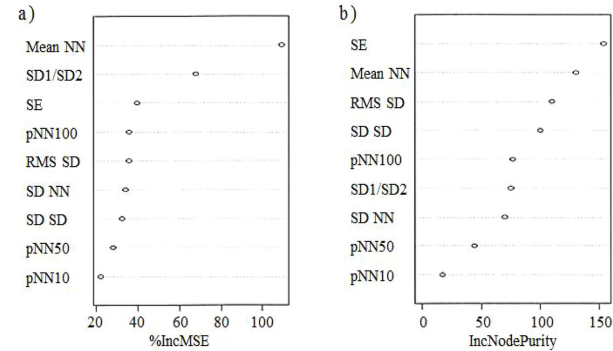 a)
Mean NN
SD1/SD2
SE
pNN100
RMS SD
SD NN
SD SD
pNN50
pNN10
20 40 60 80 100
%IncMSE
b)
SE
Mean NN
RMS SD
SD SD
pNN100
SD1/SD2
SD NN
pNN50
pNN10
0 50 100 150
IncNodePurity